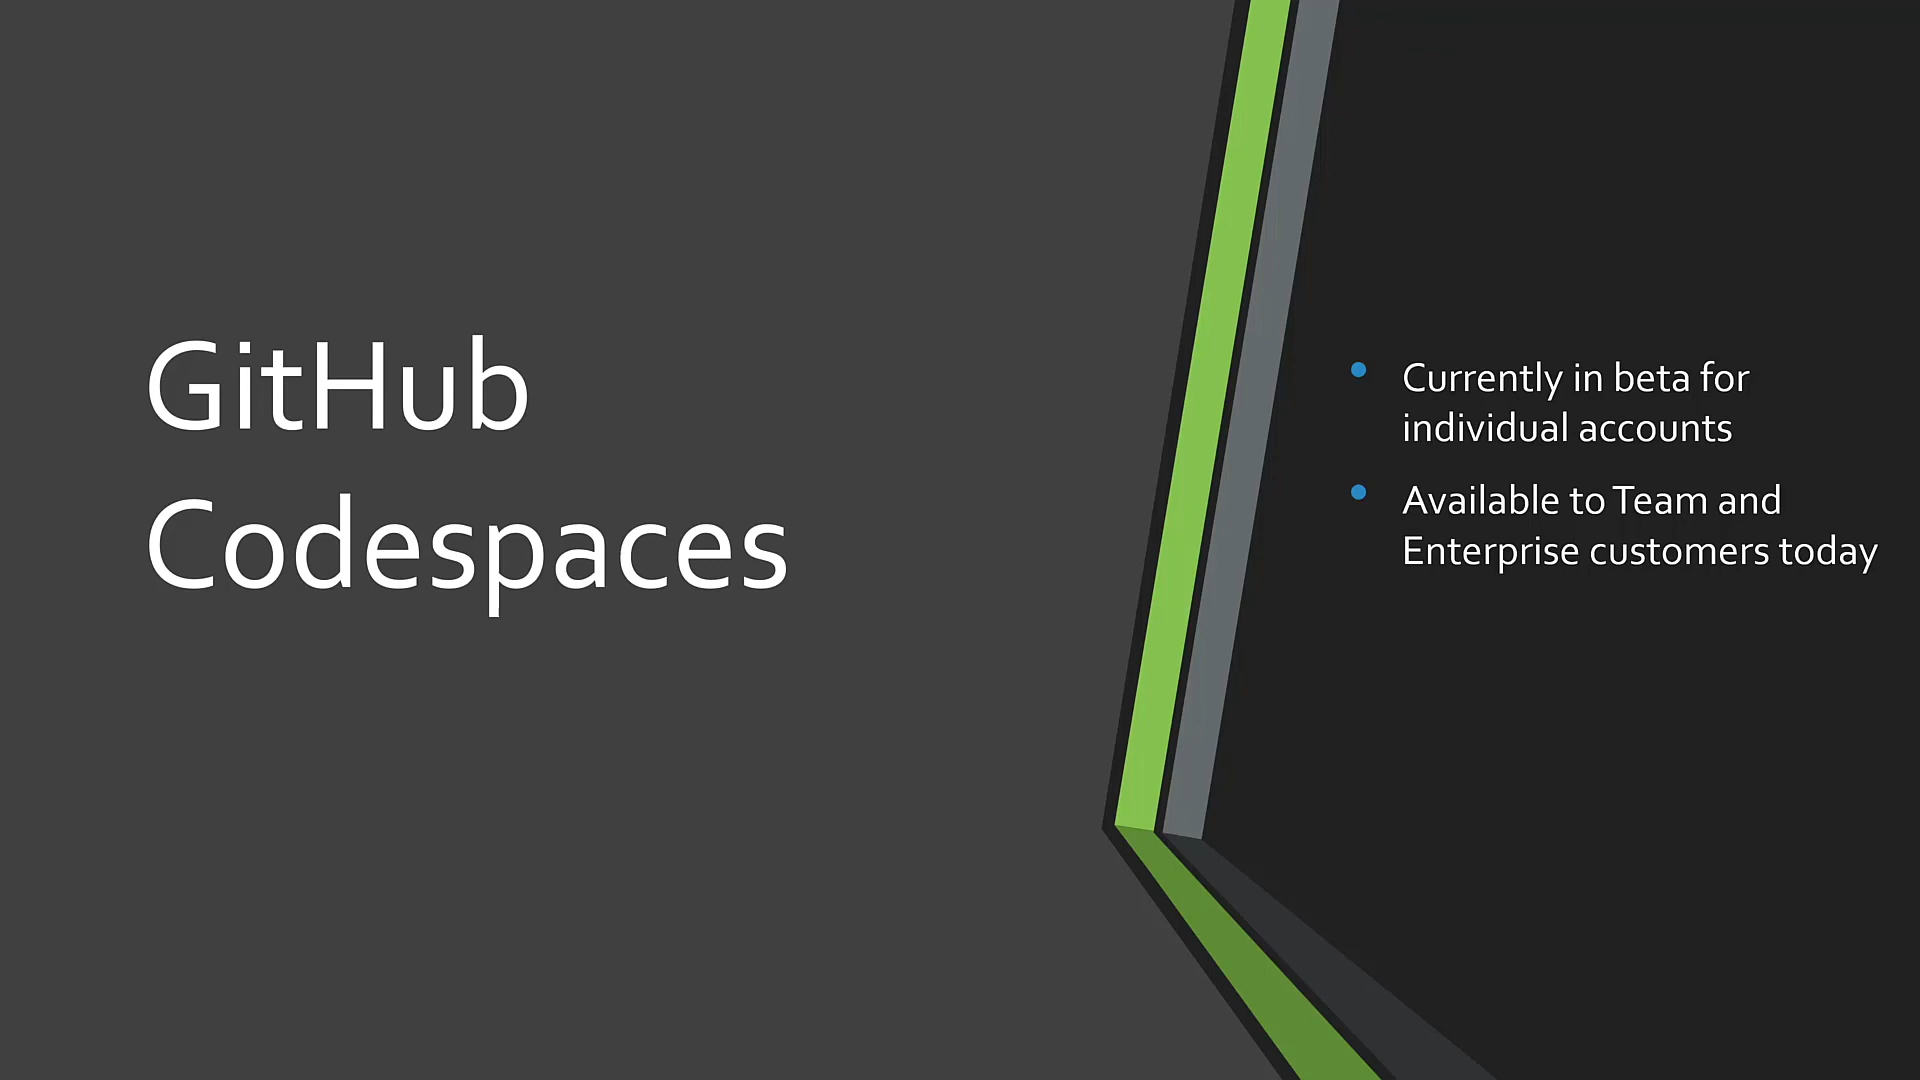 GitHub
Codespaces
Currently in beta for
individual accounts
Available to Team and
Enterprise customers today